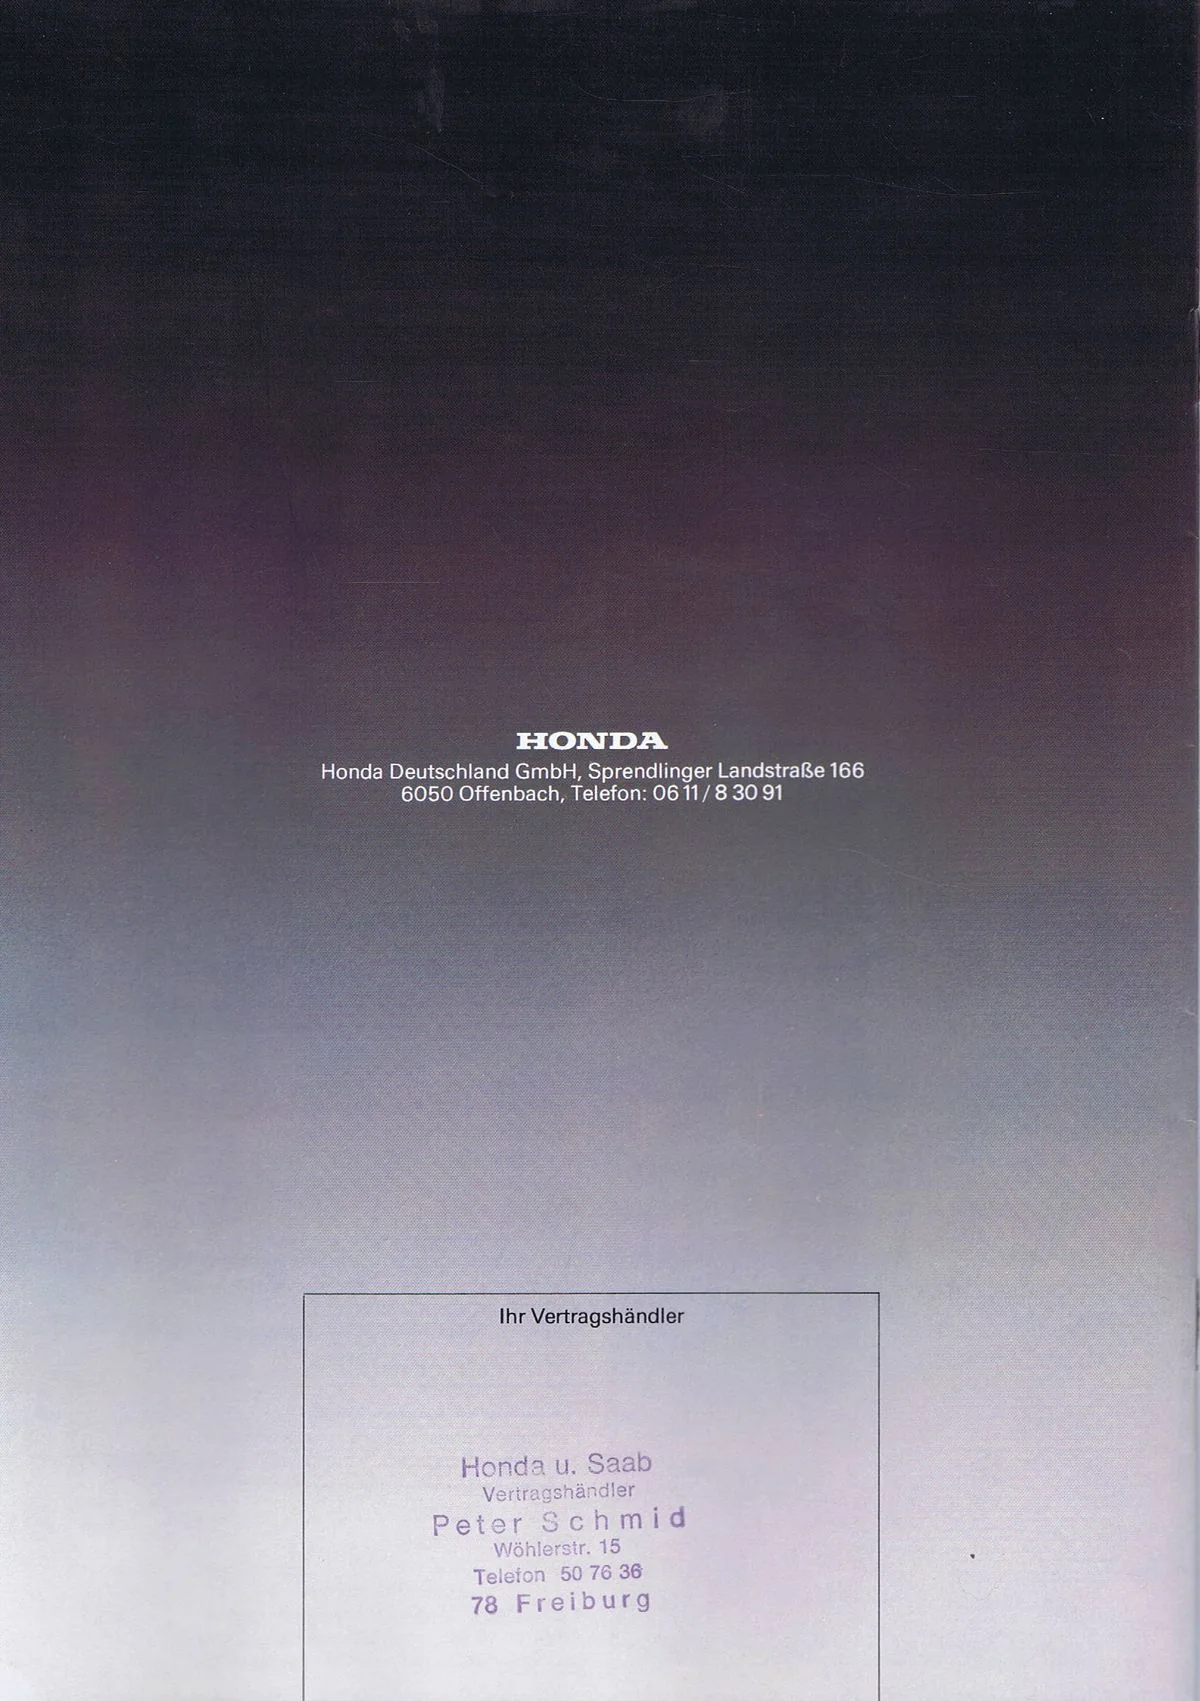 HONDA
Honda Deutschland GmbH, Sprendlinger Landstraße 166
6050 Offenbach, Telefon: 06 11 / 8 30 91
Ihr Vertragshändler
Honda u. Saab
Vertragshändler
Peter Schmid
Wöhlerstr. 15
Telefon 50 76 36
78 Freiburg